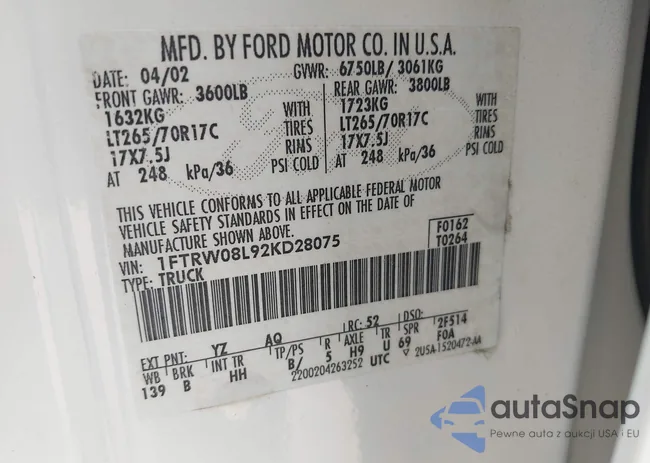 MFD. BY FORD MOTOR CO. IN U.S.A.
DATE: 04/02 GVWR: 6750LB/ 3061KG
FRONT GAWR: 3600LB REAR GAWR: 3800LB
1632KG WITH 1723KG WITH
LT265/70R17C TIRES LT265/70R17C TIRES
17X7.5J RIMS 17X7.5J RIMS
AT 248 kPa/36 PSI COLD AT 248 kPa/36 PSI COLD
THIS VEHICLE CONFORMS TO ALL APPLICABLE FEDERAL MOTOR
VEHICLE SAFETY STANDARDS IN EFFECT ON THE DATE OF
MANUFACTURE SHOWN ABOVE.
VIN: 1FTRW08L92KD28075 F0162
TYPE: TRUCK T0264
EXT PNT: YZ AQ RC: 52 DSO: 2F514
WB BRK INT TR TP/PS R AXLE TR SPR F0A
139 B HH B/ 5 H9 U 69
2200204263252 UTC ▽ 2USA-1520472-AA
autaSnap
Pewne auta z aukcji USA i EU